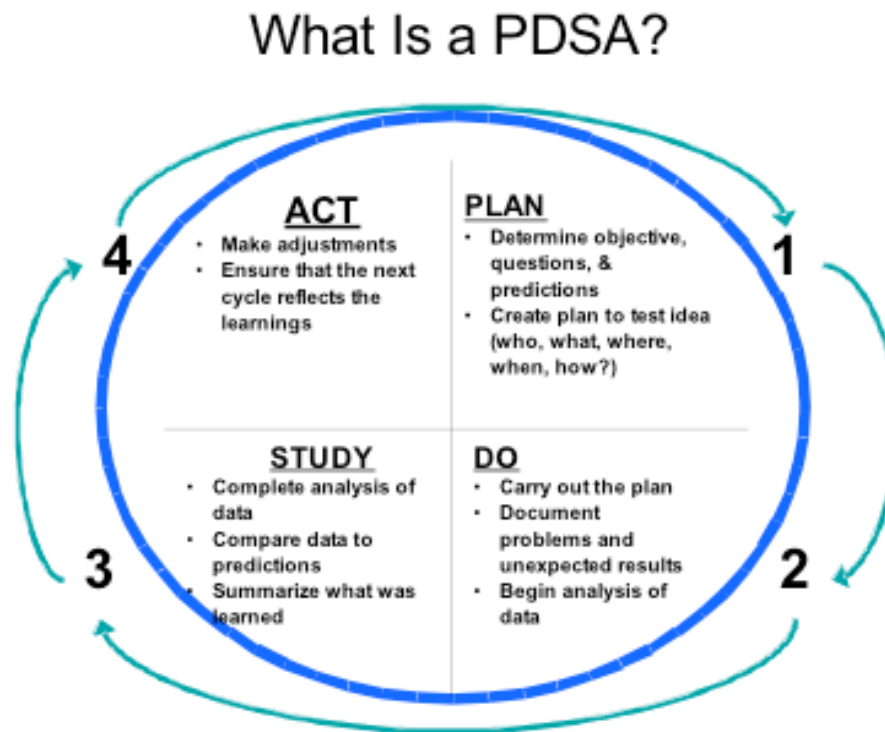 What Is a PDSA?
ACT
• Make adjustments
• Ensure that the next
cycle reflects the
learnings
4
PLAN
• Determine objective,
questions, &
predictions
• Create plan to test idea
(who, what, where,
when, how?)
1
STUDY
• Complete analysis of
data
• Compare data to
predictions
• Summarize what was
learned
3
DO
• Carry out the plan
• Document
problems and
unexpected results
• Begin analysis of
data
2